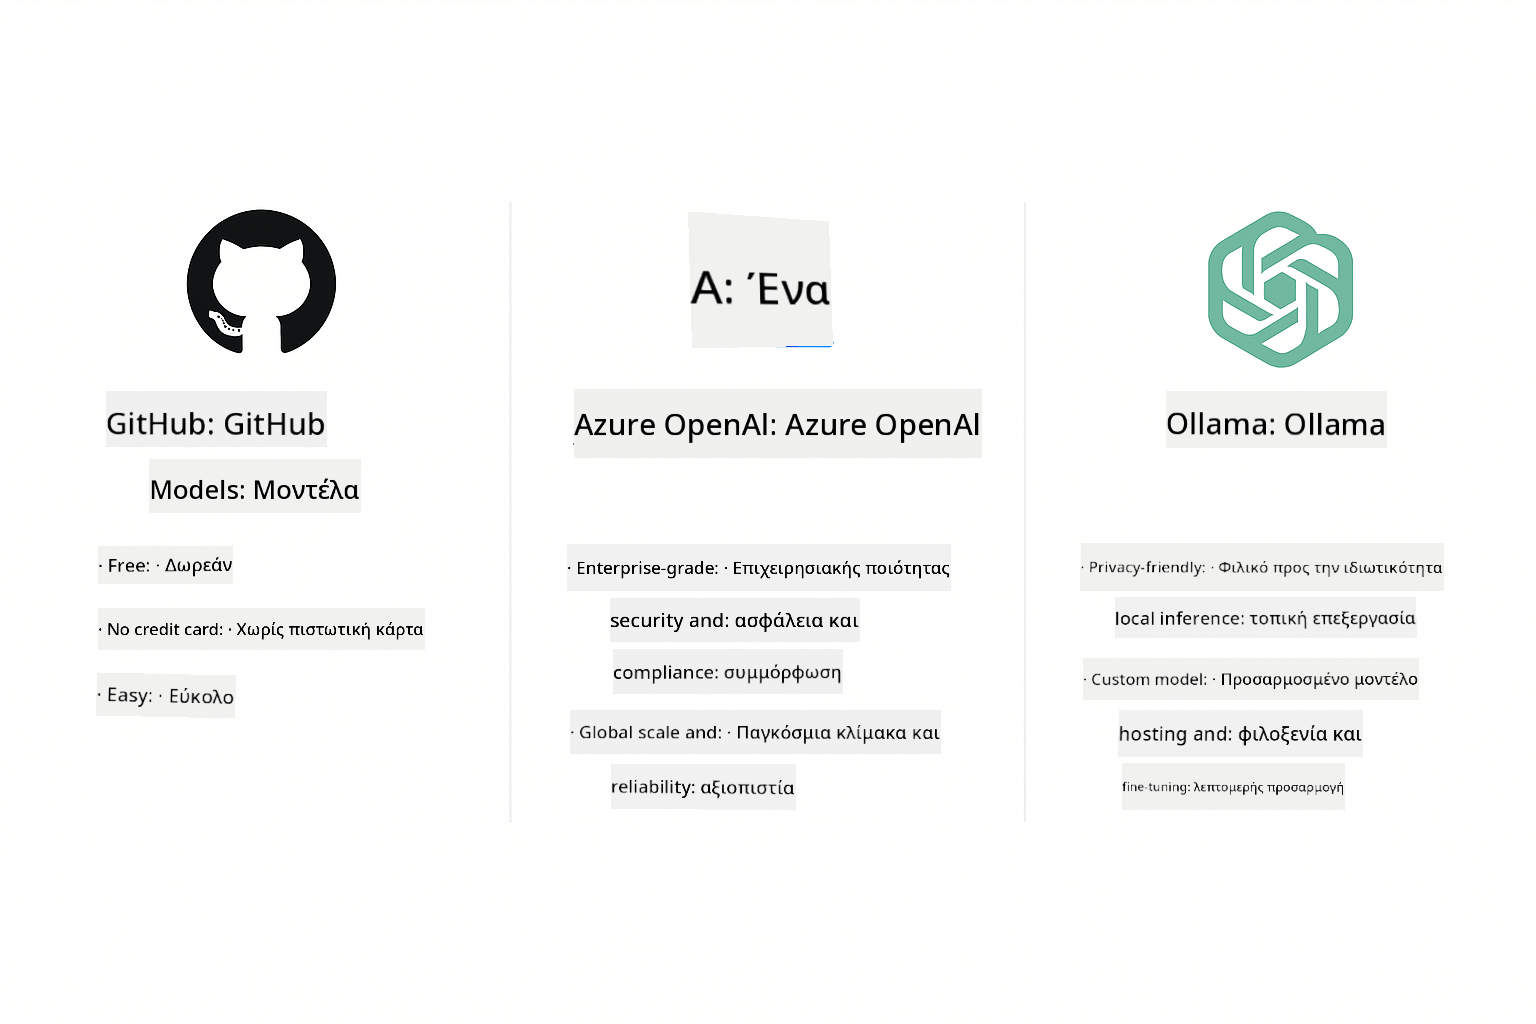 GitHub: GitHub
Models: Μοντέλα
· Free: · Δωρεάν
· No credit card: · Χωρίς πιστωτική κάρτα
· Easy: · Εύκολο
A: Ένα
Azure OpenAl: Azure OpenAl
· Enterprise-grade: · Επιχειρησιακής ποιότητας
security and: ασφάλεια και
compliance: συμμόρφωση
· Global scale and: · Παγκόσμια κλίμακα και
reliability: αξιοπιστία
Ollama: Ollama
· Privacy-friendly: · Φιλικό προς την ιδιωτικότητα
local inference: τοπική επεξεργασία
· Custom model: · Προσαρμοσμένο μοντέλο
hosting and: φιλοξενία και
fine-tuning: λεπτομερής προσαρμογή